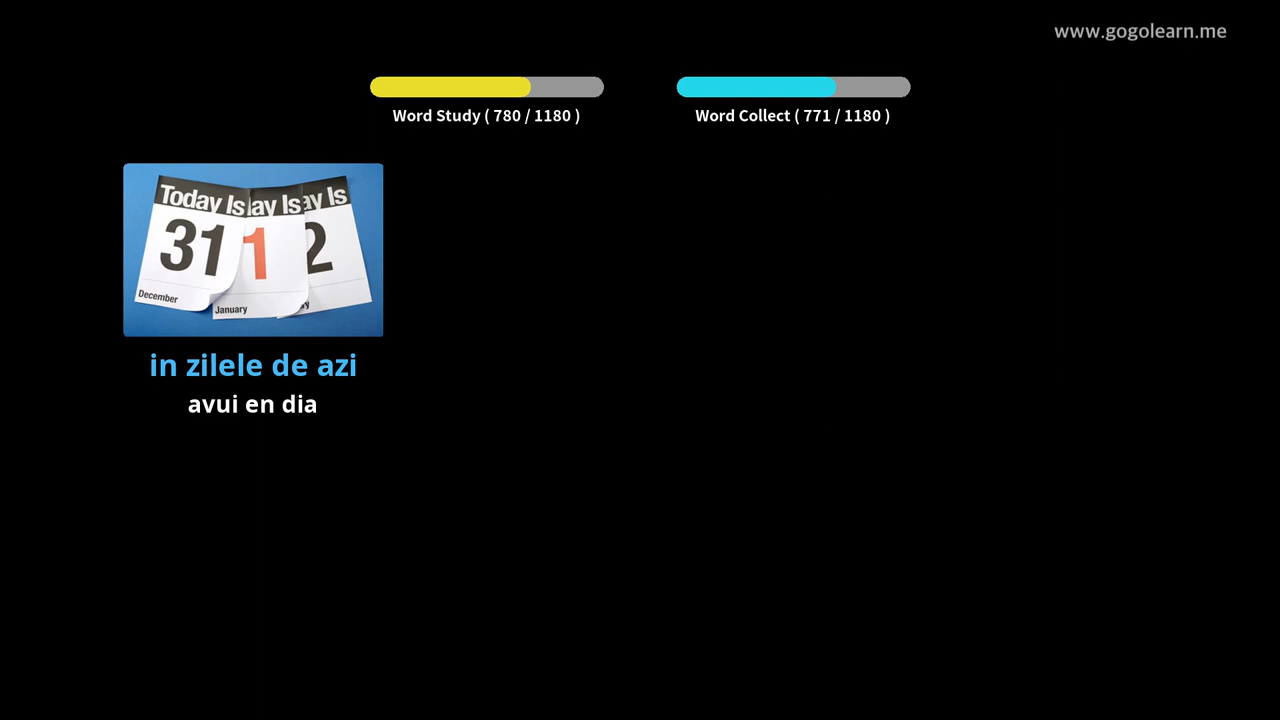 www.gogolearn.me
Word Study ( 780 / 1180 )
Word Collect ( 771 / 1180 )
Today Is
ay Is
ay Is
31
1
2
December
January
ry
in zilele de azi
avui en dia